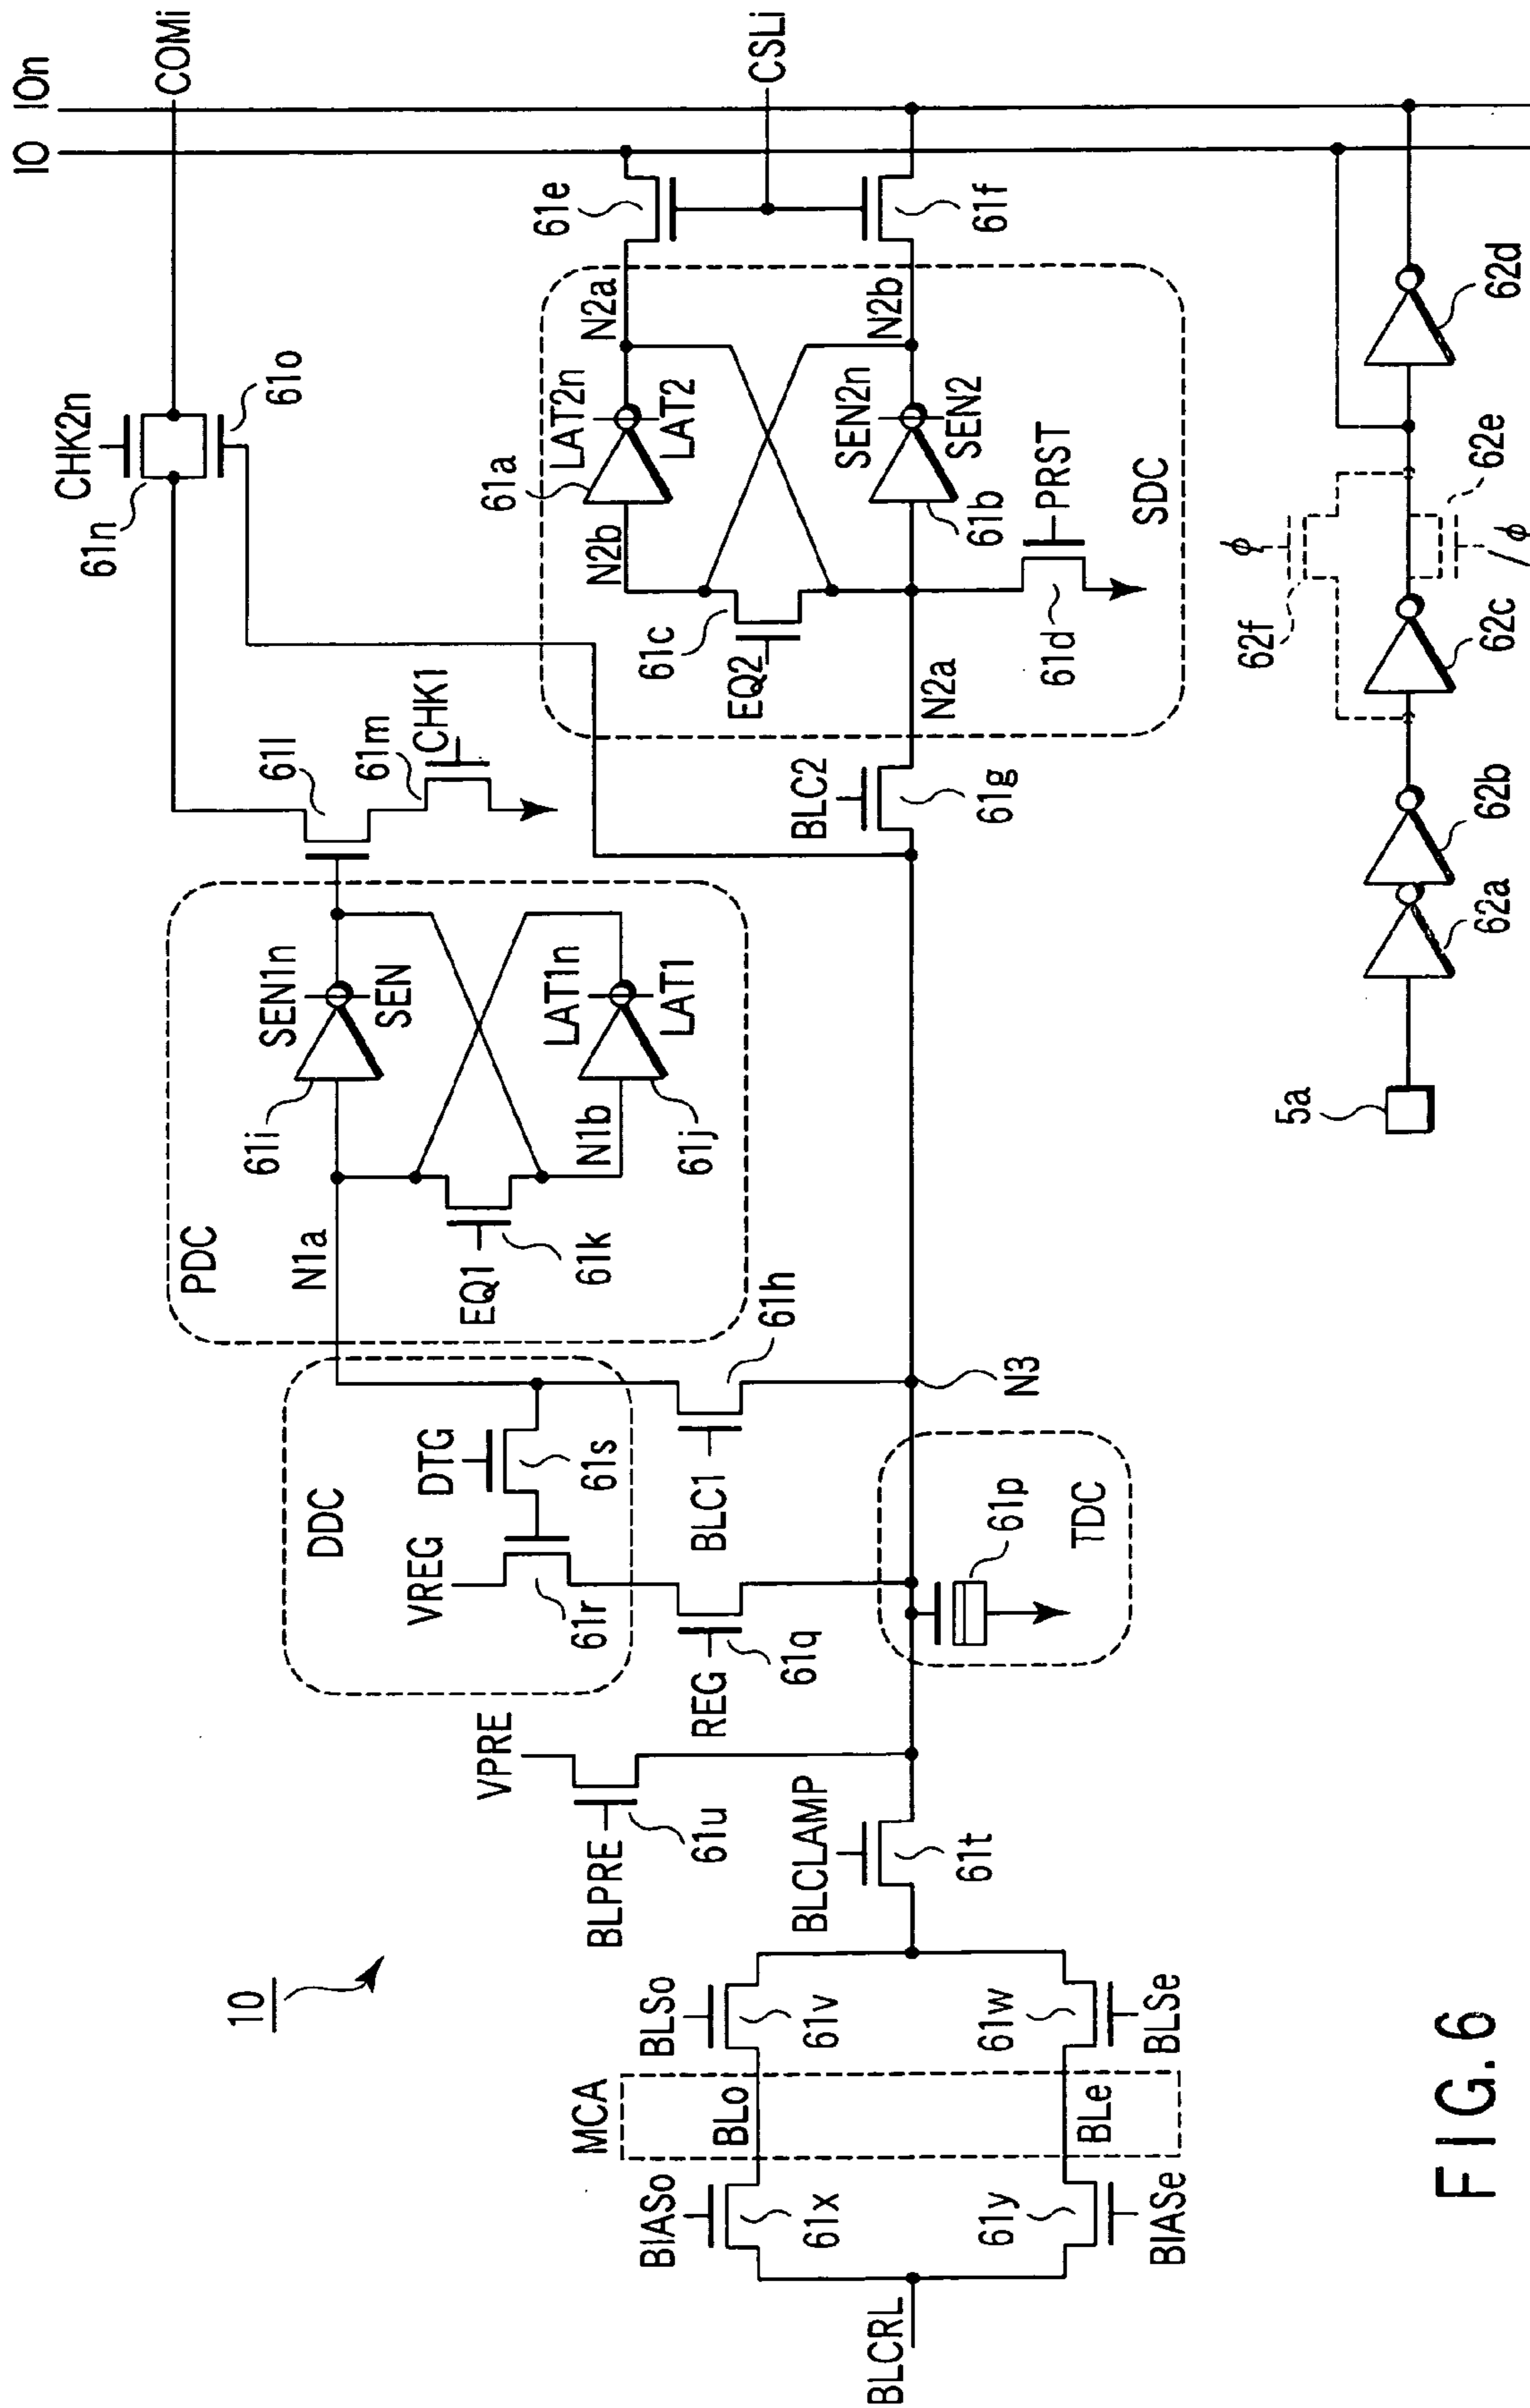 10
IO
IOn
COMi
CHK2n
61n
61o
61l
61m
CHK1
PDC
N1a
61i
SEN1n
SEN
EQ1
61k
N1b
LAT1n
LAT1
61j
DDC
VREG
DTG
61r
61s
BLC1
61h
REG
61q
VPRE
BLPRE
61u
BLCLAMP
61t
N3
TDC
61p
BLC2
61g
N2a
SDC
61a
LAT2n
LAT2
N2a
N2b
EQ2
61c
SEN2n
SEN2
61b
N2b
PRST
61d
61e
CSLi
61f
MCA
BLSo
61v
BLo
BIASo
61x
BLCRL
BLSe
61w
BLe
BIASe
61y
5a
62a
62b
62c
62f
ϕ
62e
/ϕ
62d
FIG.6